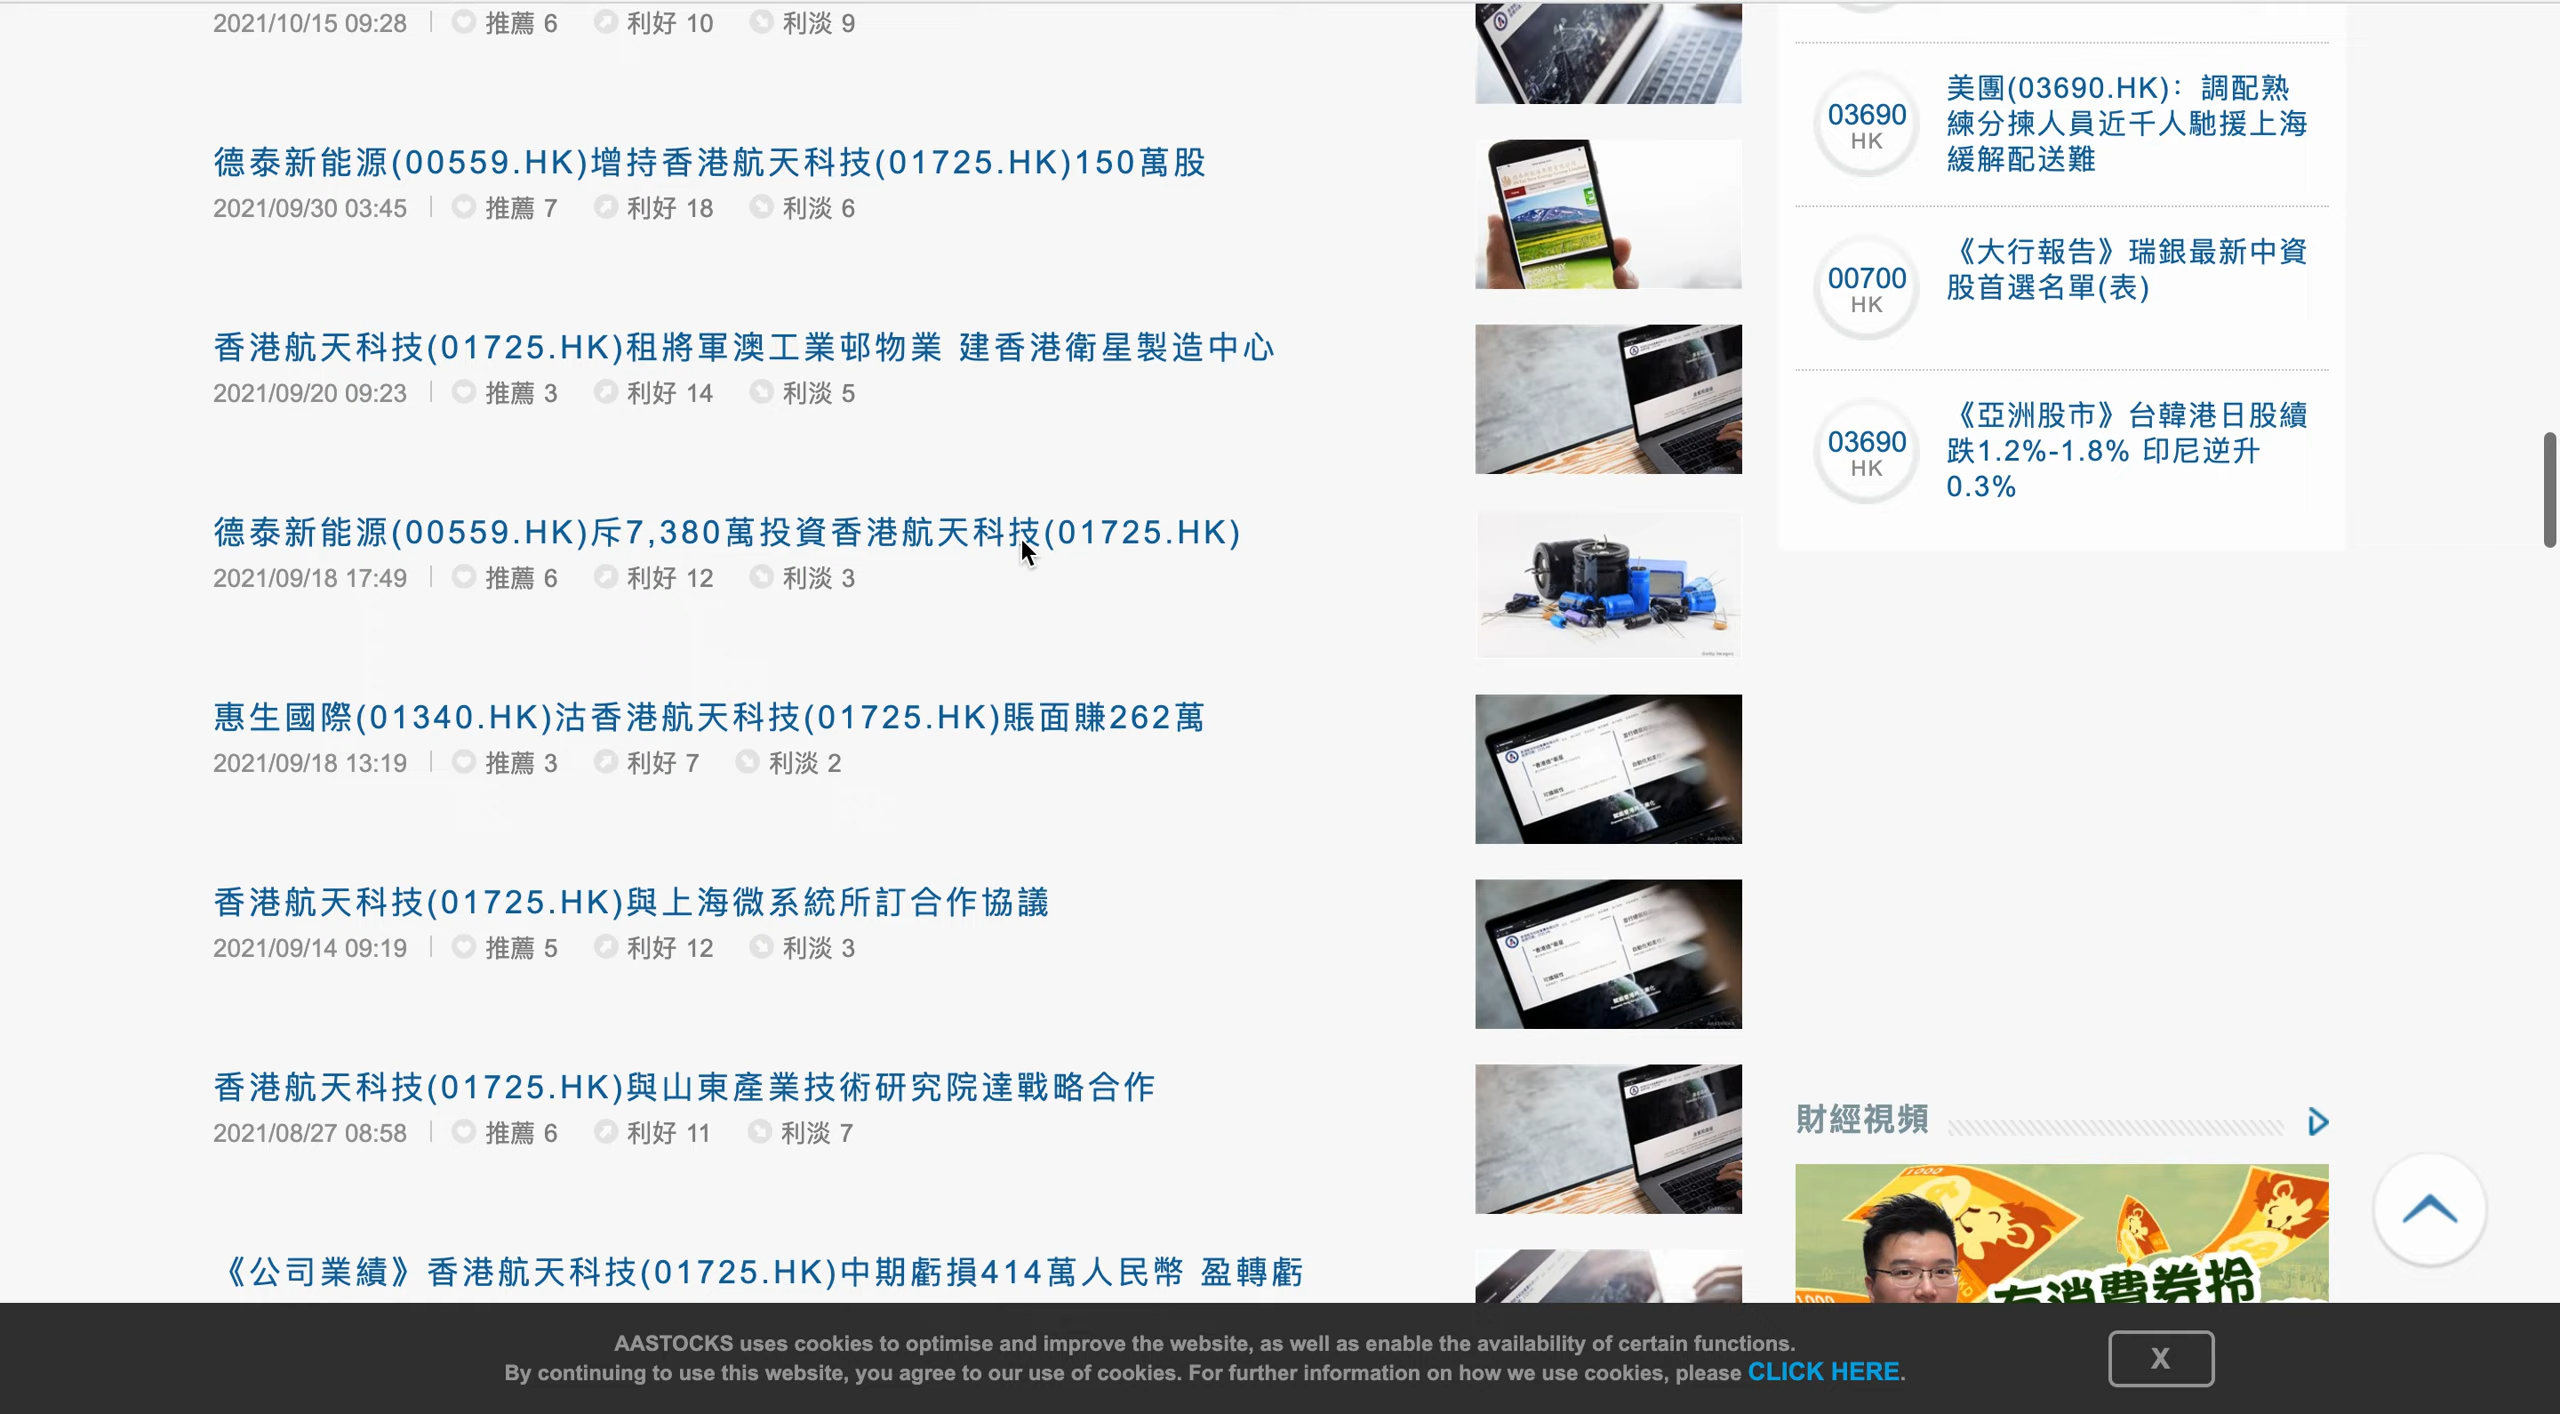 2021/10/15 09:28 推薦 6 利好 10 利淡 9
德泰新能源(00559.HK)增持香港航天科技(01725.HK)150萬股
2021/09/30 03:45 推薦 7 利好 18 利淡 6
香港航天科技(01725.HK)租將軍澳工業邨物業 建香港衛星製造中心
2021/09/20 09:23 推薦 3 利好 14 利淡 5
德泰新能源(00559.HK)斥7,380萬投資香港航天科技(01725.HK)
2021/09/18 17:49 推薦 6 利好 12 利淡 3
惠生國際(01340.HK)沽香港航天科技(01725.HK)賬面賺262萬
2021/09/18 13:19 推薦 3 利好 7 利淡 2
香港航天科技(01725.HK)與上海微系統所訂合作協議
2021/09/14 09:19 推薦 5 利好 12 利淡 3
香港航天科技(01725.HK)與山東產業技術研究院達戰略合作
2021/08/27 08:58 推薦 6 利好 11 利淡 7
《公司業績》香港航天科技(01725.HK)中期虧損414萬人民幣 盈轉虧
03690
HK
美團(03690.HK)：調配熟
練分揀人員近千人馳援上海
緩解配送難
00700
HK
《大行報告》瑞銀最新中資
股首選名單(表)
03690
HK
《亞洲股市》台韓港日股續
跌1.2%-1.8% 印尼逆升
0.3%
財經視頻
有消費券拎
AASTOCKS uses cookies to optimise and improve the website, as well as enable the availability of certain functions.
By continuing to use this website, you agree to our use of cookies. For further information on how we use cookies, please CLICK HERE.
X